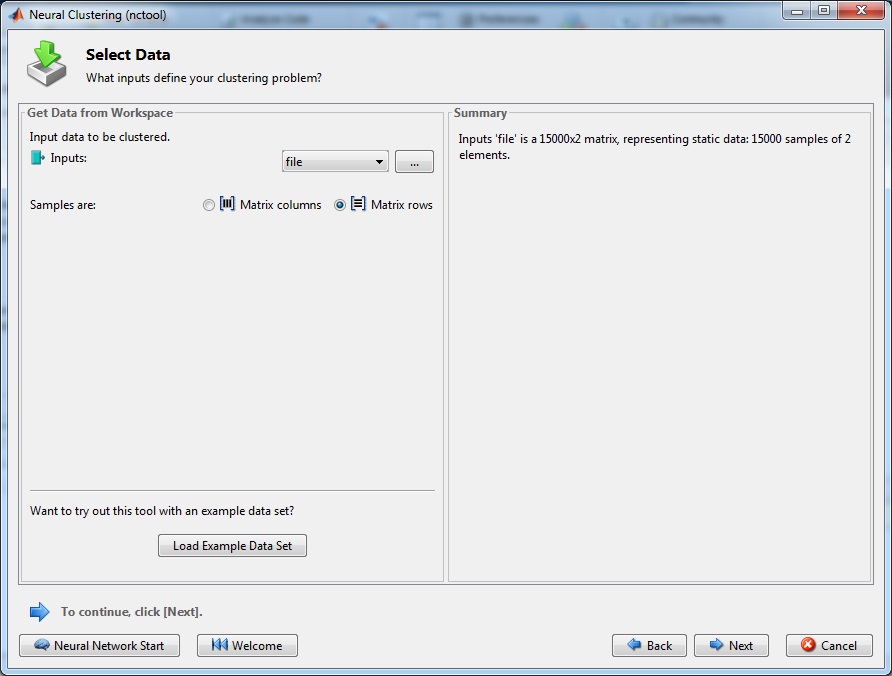 Neural Clustering (nctool)
Select Data
What inputs define your clustering problem?
Get Data from Workspace
Input data to be clustered.
Inputs:
file
...
Samples are:
Matrix columns
Matrix rows
Want to try out this tool with an example data set?
Load Example Data Set
Summary
Inputs 'file' is a 15000x2 matrix, representing static data: 15000 samples of 2
elements.
To continue, click [Next].
Neural Network Start
Welcome
Back
Next
Cancel